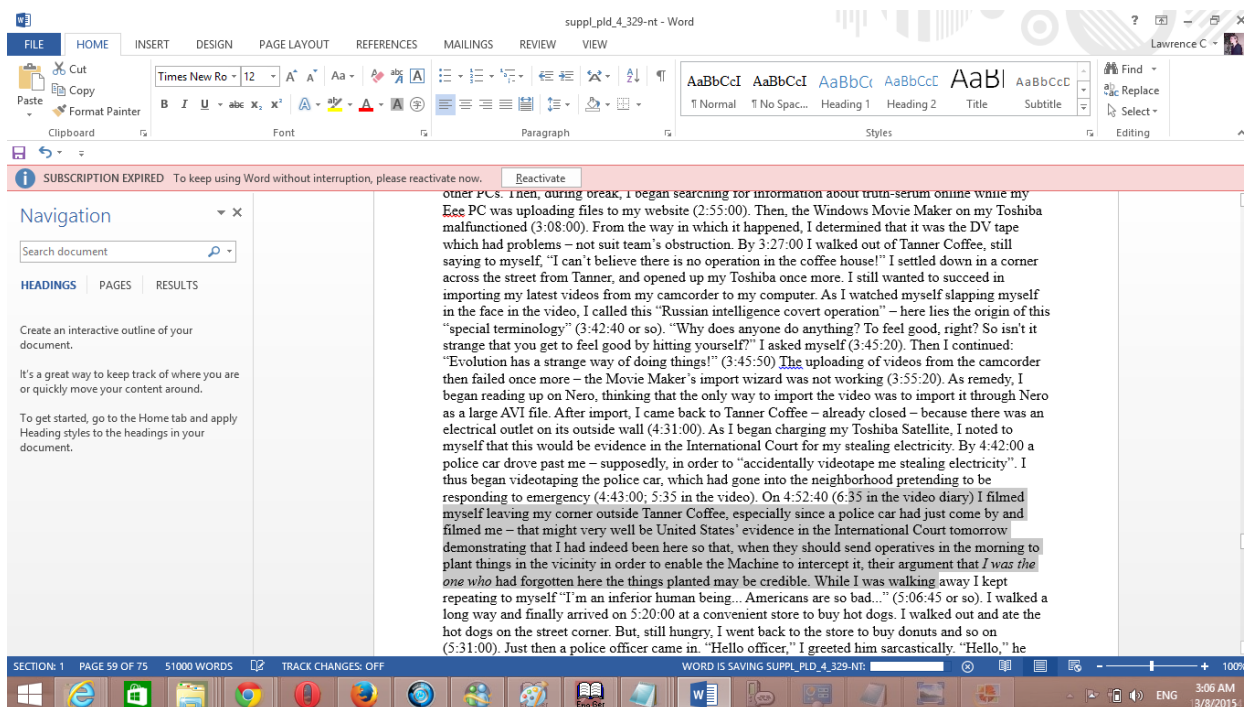 suppl_pld_4_329-nt - Word
FILE HOME INSERT DESIGN PAGE LAYOUT REFERENCES MAILINGS REVIEW VIEW
Lawrence C
Paste
Cut
Copy
Format Painter
Times New Ro 12
AaBbCcI AaBbCcI AaBbCc AaBbCcE AaBl AaBbCcD
¶ Normal ¶ No Spac... Heading 1 Heading 2 Title Subtitle
Find
Replace
Select
Clipboard Font Paragraph Styles Editing
SUBSCRIPTION EXPIRED To keep using Word without interruption, please reactivate now. Reactivate
Navigation
Search document
HEADINGS PAGES RESULTS
Create an interactive outline of your
document.
It's a great way to keep track of where you are
or quickly move your content around.
To get started, go to the Home tab and apply
Heading styles to the headings in your
document.
other PCs. Then, during break, I began searching for information about truth-serum online while my
Eee PC was uploading files to my website (2:55:00). Then, the Windows Movie Maker on my Toshiba
malfunctioned (3:08:00). From the way in which it happened, I determined that it was the DV tape
which had problems – not suit team's obstruction. By 3:27:00 I walked out of Tanner Coffee, still
saying to myself, “I can't believe there is no operation in the coffee house!” I settled down in a corner
across the street from Tanner, and opened up my Toshiba once more. I still wanted to succeed in
importing my latest videos from my camcorder to my computer. As I watched myself slapping myself
in the face in the video, I called this “Russian intelligence covert operation” – here lies the origin of this
“special terminology” (3:42:40 or so). “Why does anyone do anything? To feel good, right? So isn't it
strange that you get to feel good by hitting yourself?” I asked myself (3:45:20). Then I continued:
“Evolution has a strange way of doing things!” (3:45:50) The uploading of videos from the camcorder
then failed once more – the Movie Maker's import wizard was not working (3:55:20). As remedy, I
began reading up on Nero, thinking that the only way to import the video was to import it through Nero
as a large AVI file. After import, I came back to Tanner Coffee – already closed – because there was an
electrical outlet on its outside wall (4:31:00). As I began charging my Toshiba Satellite, I noted to
myself that this would be evidence in the International Court for my stealing electricity. By 4:42:00 a
police car drove past me – supposedly, in order to “accidentally videotape me stealing electricity”. I
thus began videotaping the police car, which had gone into the neighborhood pretending to be
responding to emergency (4:43:00; 5:35 in the video). On 4:52:40 (6:35 in the video diary) I filmed
myself leaving my corner outside Tanner Coffee, especially since a police car had just come by and
filmed me – that might very well be United States' evidence in the International Court tomorrow
demonstrating that I had indeed been here so that, when they should send operatives in the morning to
plant things in the vicinity in order to enable the Machine to intercept it, their argument that I was the
one who had forgotten here the things planted may be credible. While I was walking away I kept
repeating to myself “I'm an inferior human being... Americans are so bad...” (5:06:45 or so). I walked a
long way and finally arrived on 5:20:00 at a convenient store to buy hot dogs. I walked out and ate the
hot dogs on the street corner. But, still hungry, I went back to the store to buy donuts and so on
(5:31:00). Just then a police officer came in. “Hello officer,” I greeted him sarcastically. “Hello,” he
SECTION: 1 PAGE 59 OF 75 51000 WORDS TRACK CHANGES: OFF WORD IS SAVING SUPPL_PLD_4_329-NT: 100%
Eng Ger
ENG
3:06 AM
3/8/2015